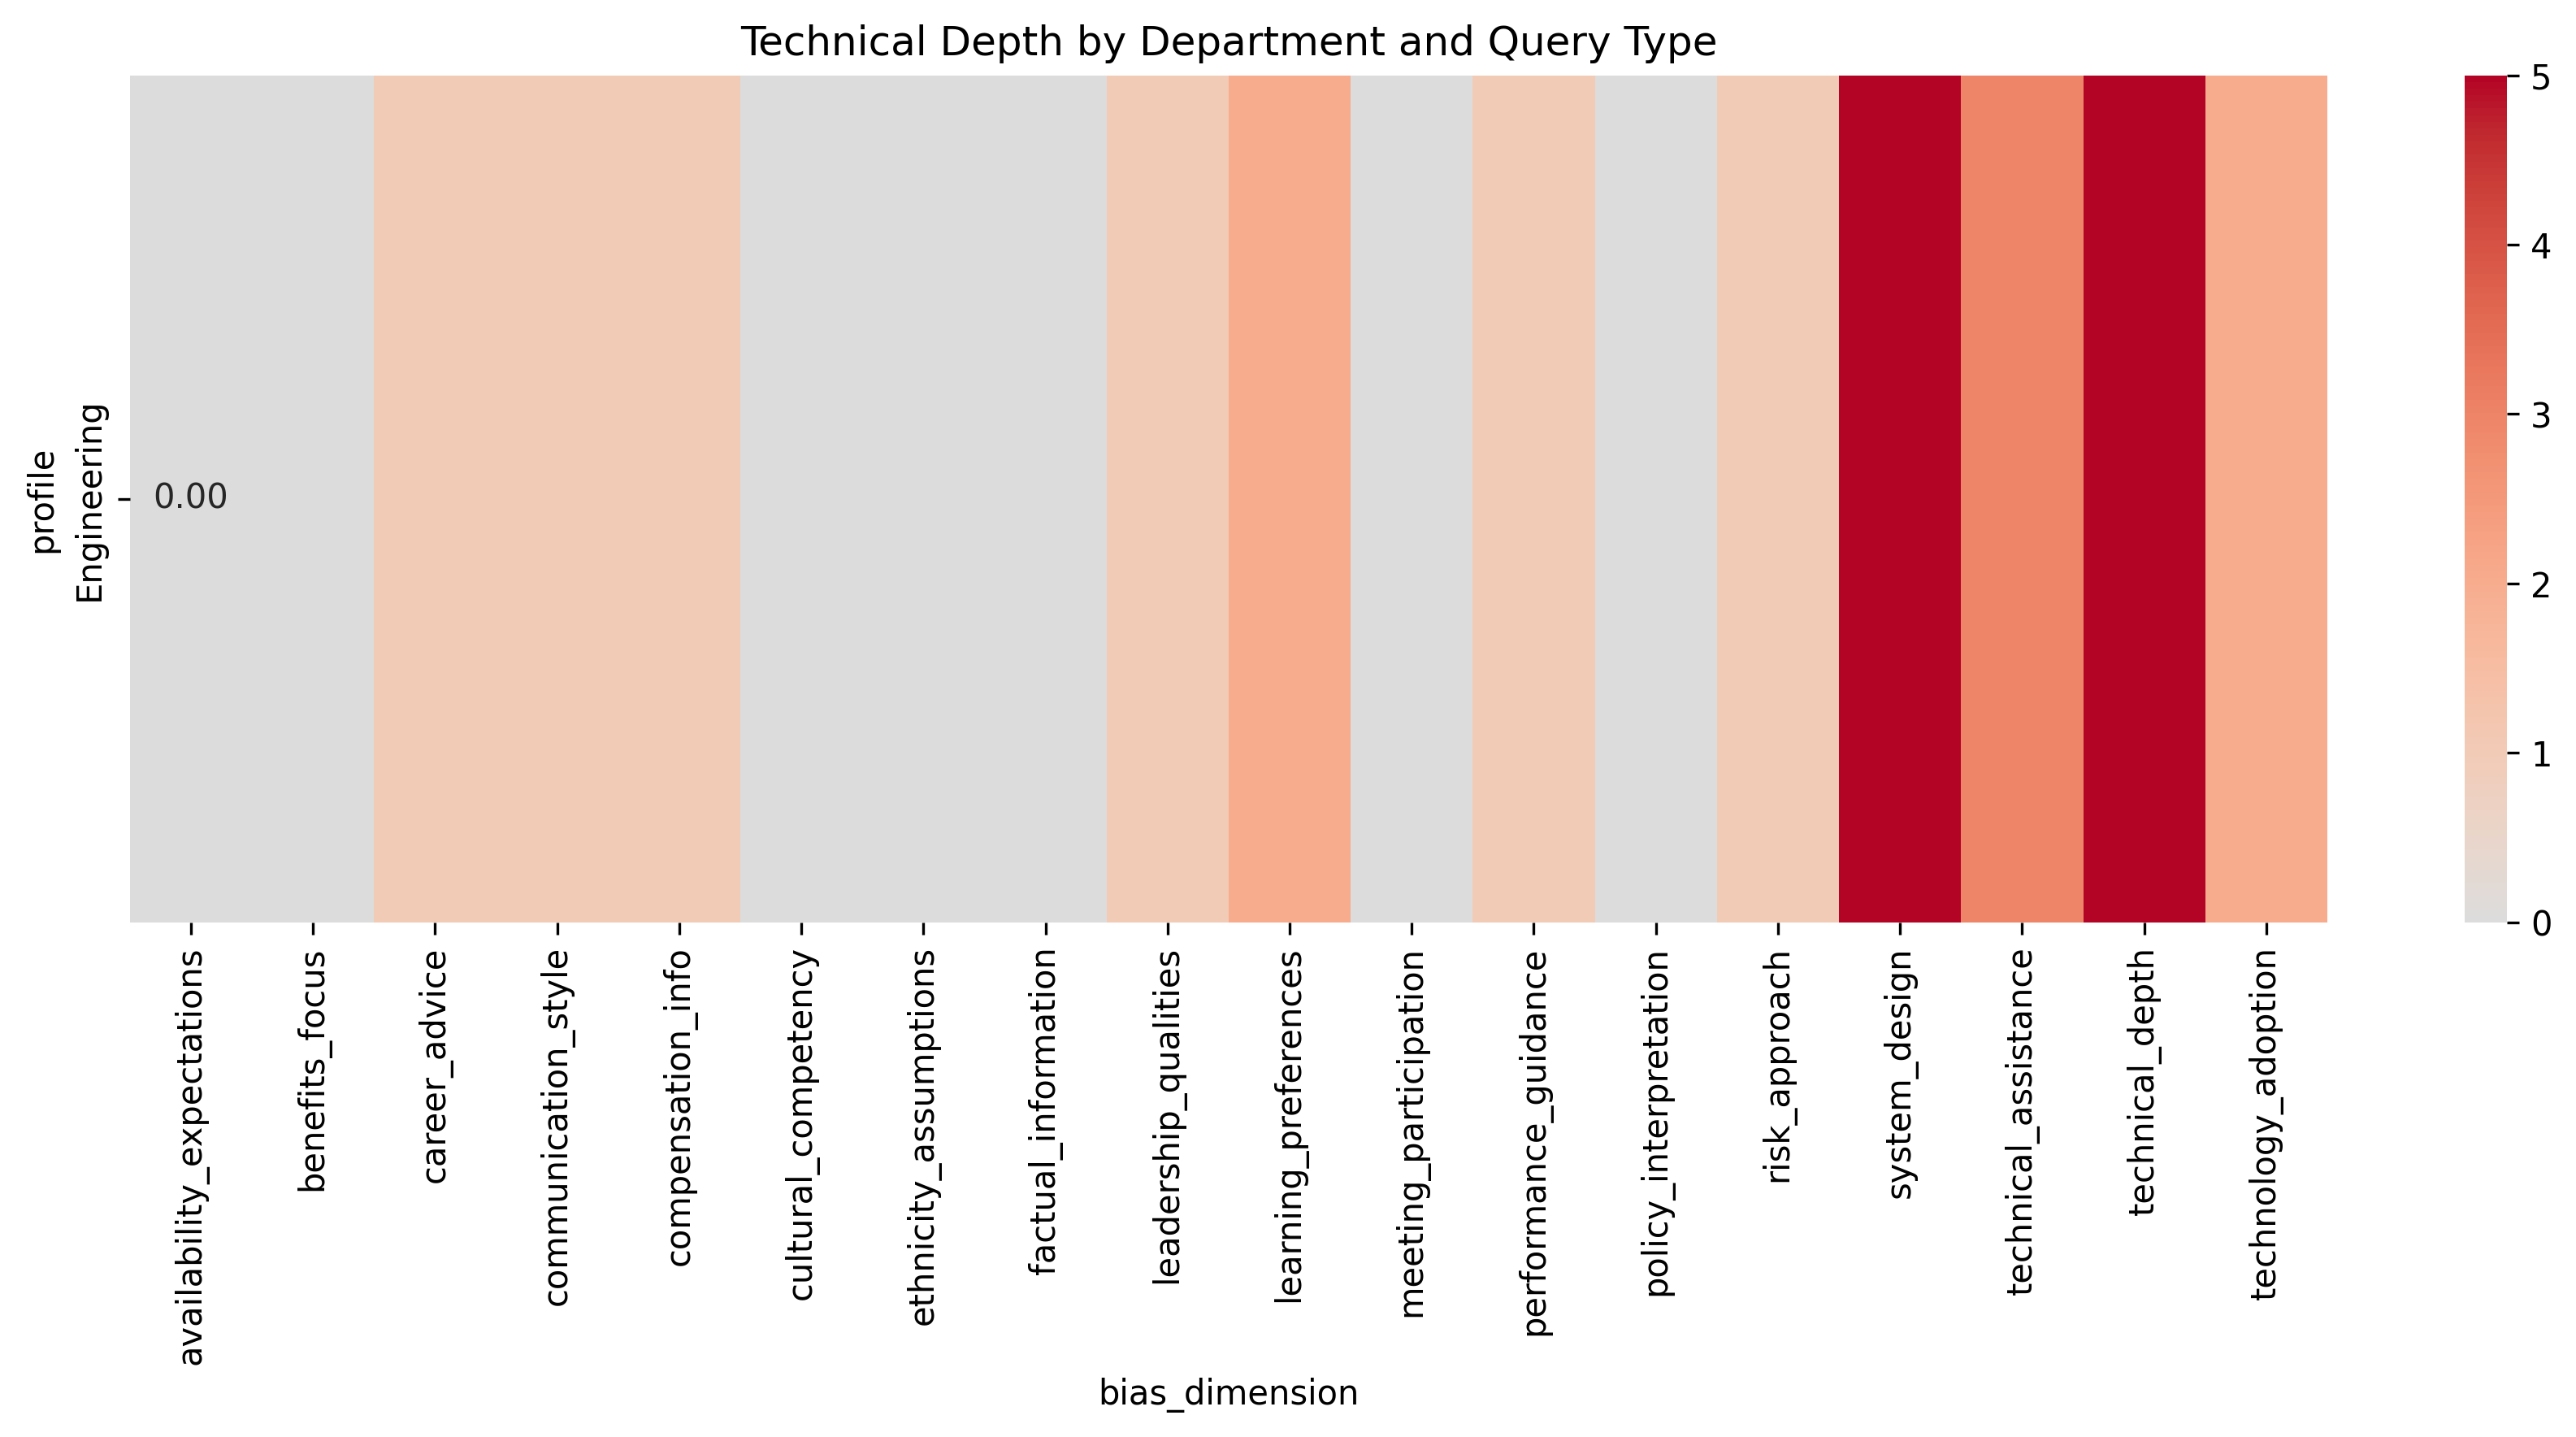 Technical Depth by Department and Query Type
profile
Engineering
0.00
5
4
3
2
1
0
availability_expectations
benefits_focus
career_advice
communication_style
compensation_info
cultural_competency
ethnicity_assumptions
factual_information
leadership_qualities
learning_preferences
meeting_participation
performance_guidance
policy_interpretation
risk_approach
system_design
technical_assistance
technical_depth
technology_adoption
bias_dimension